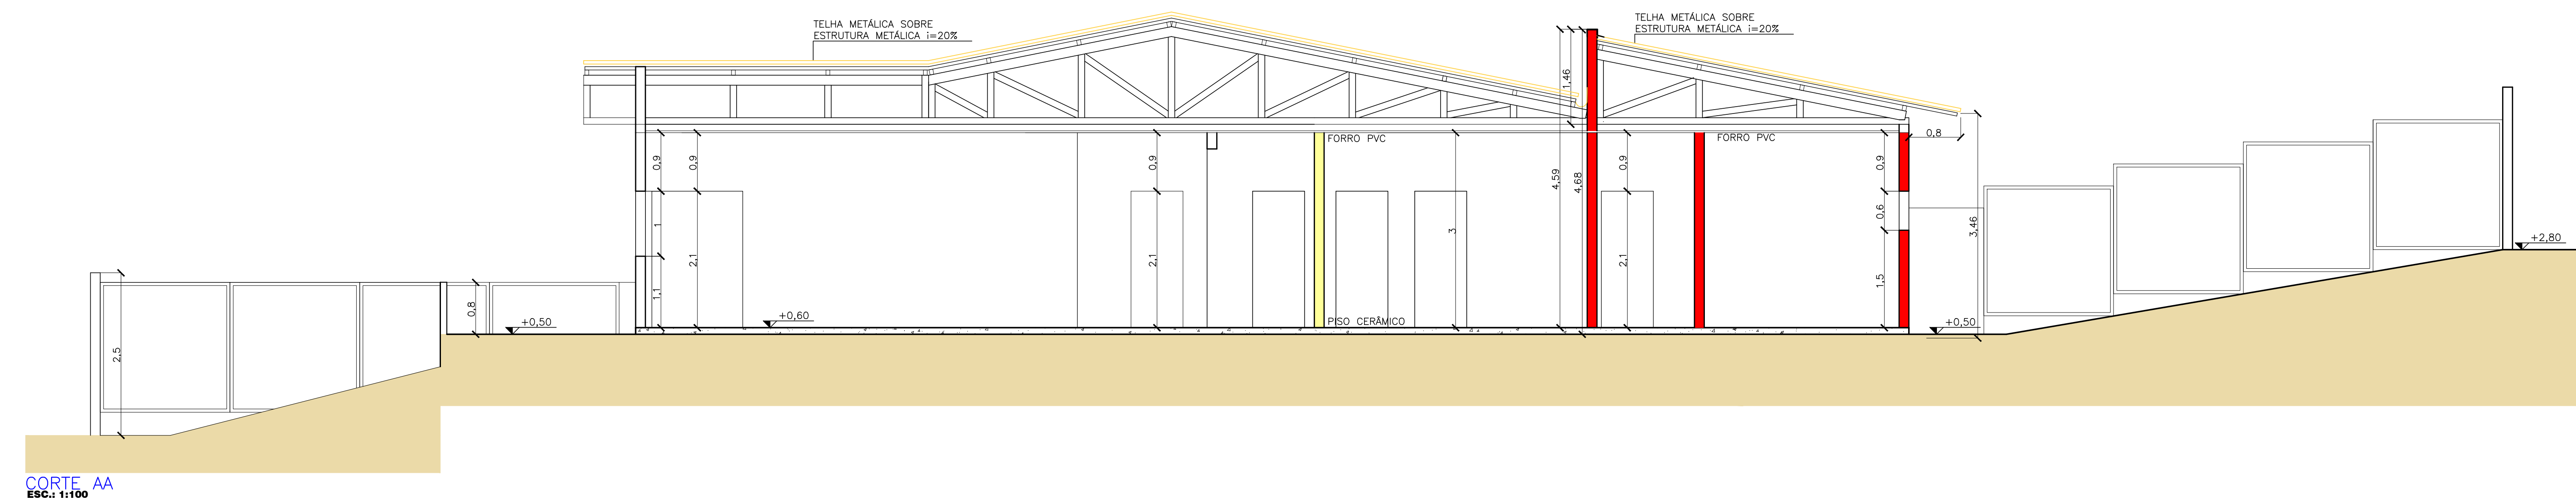 TELHA METÁLICA SOBRE
ESTRUTURA METÁLICA i=20%
TELHA METÁLICA SOBRE
ESTRUTURA METÁLICA i=20%
1,46
4,59
4,68
0,8
3,46
FORRO PVC
FORRO PVC
0,9
0,9
0,9
0,9
0,9
1
2,1
2,1
3
2,1
0,6
1,1
1,5
+2,80
2,5
0,8
+0,50
+0,60
PISO CERÂMICO
+0,50
CORTE AA
ESC.: 1:100